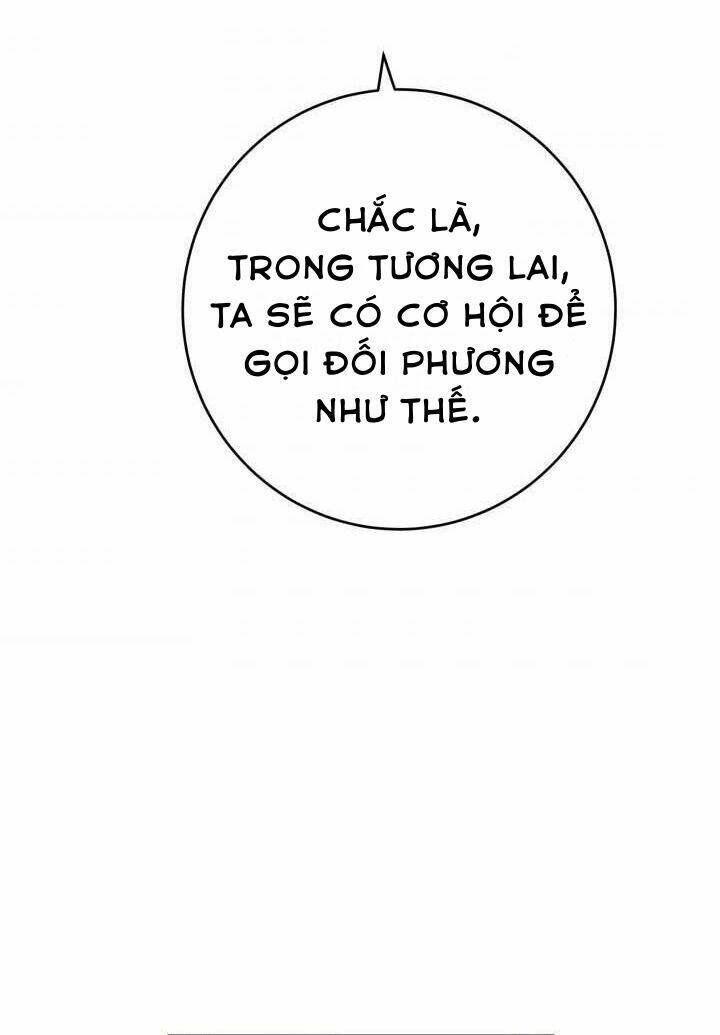 CHẮC LÀ,
TRONG TƯƠNG LAI,
TA SẼ CÓ CƠ HỘI ĐỂ
GỌI ĐỐI PHƯƠNG
NHƯ THẾ.